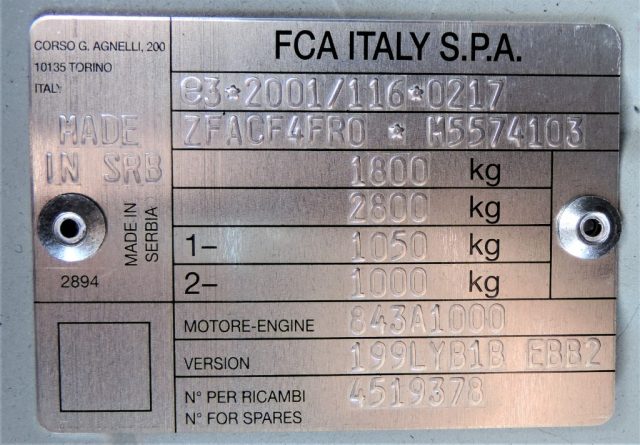 CORSO G. AGNELLI, 200
10135 TORINO
ITALY
FCA ITALY S.P.A.
e3*2001/116*0217
MADE
IN SRB
ZFACF4FR0 * M5574103
1800 kg
2800 kg
1– 1050 kg
2– 1000 kg
MADE IN
SERBIA
2894
MOTORE-ENGINE 843A1000
VERSION 199LYB1B EBB2
N° PER RICAMBI 4519378
N° FOR SPARES